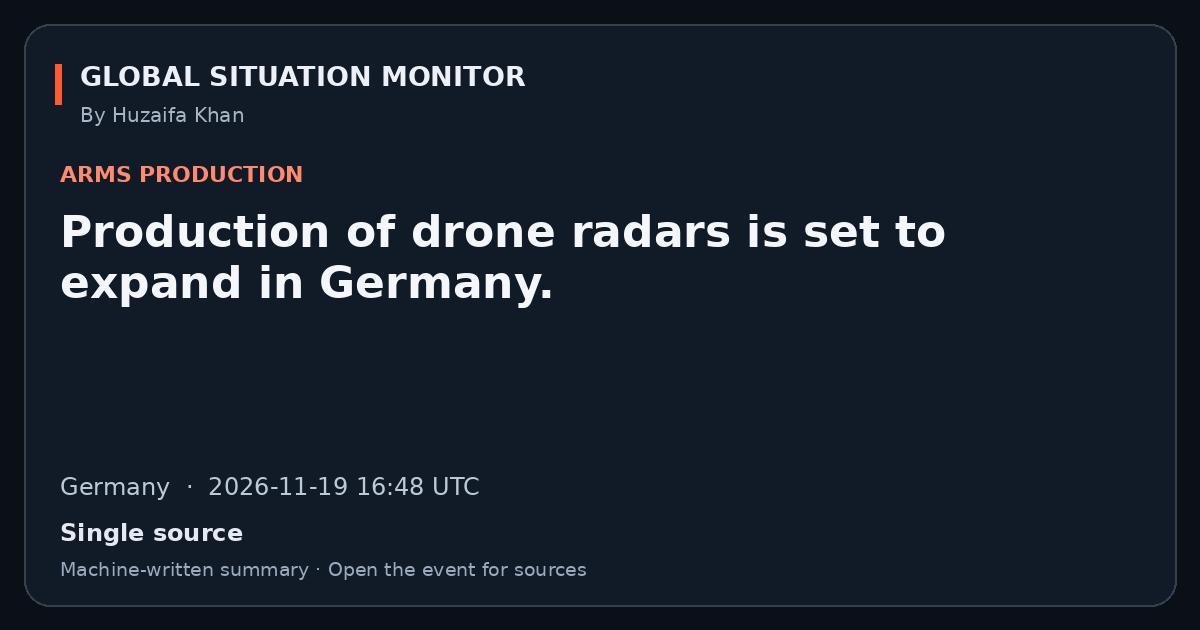 GLOBAL SITUATION MONITOR
By Huzaifa Khan
ARMS PRODUCTION
Production of drone radars is set to
expand in Germany.
Germany · 2026-11-19 16:48 UTC
Single source
Machine-written summary · Open the event for sources